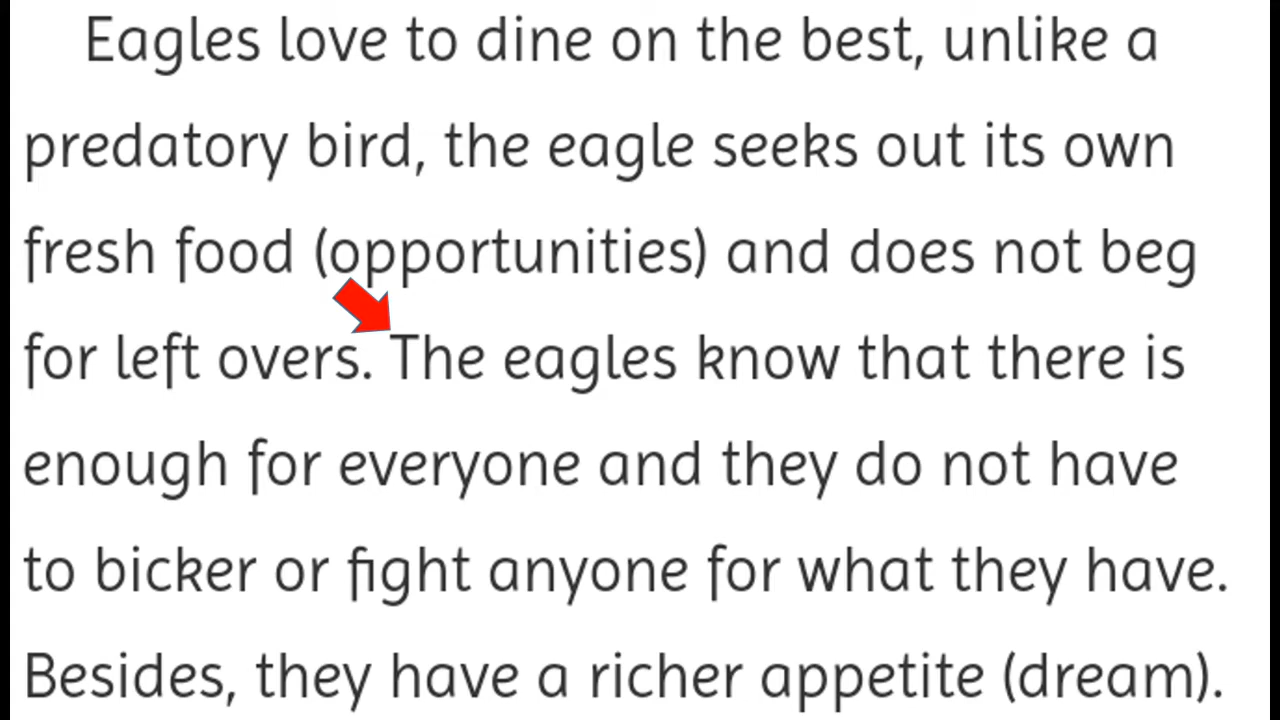 Eagles love to dine on the best, unlike a
predatory bird, the eagle seeks out its own
fresh food (opportunities) and does not beg
for left overs. The eagles know that there is
enough for everyone and they do not have
to bicker or fight anyone for what they have.
Besides, they have a richer appetite (dream).